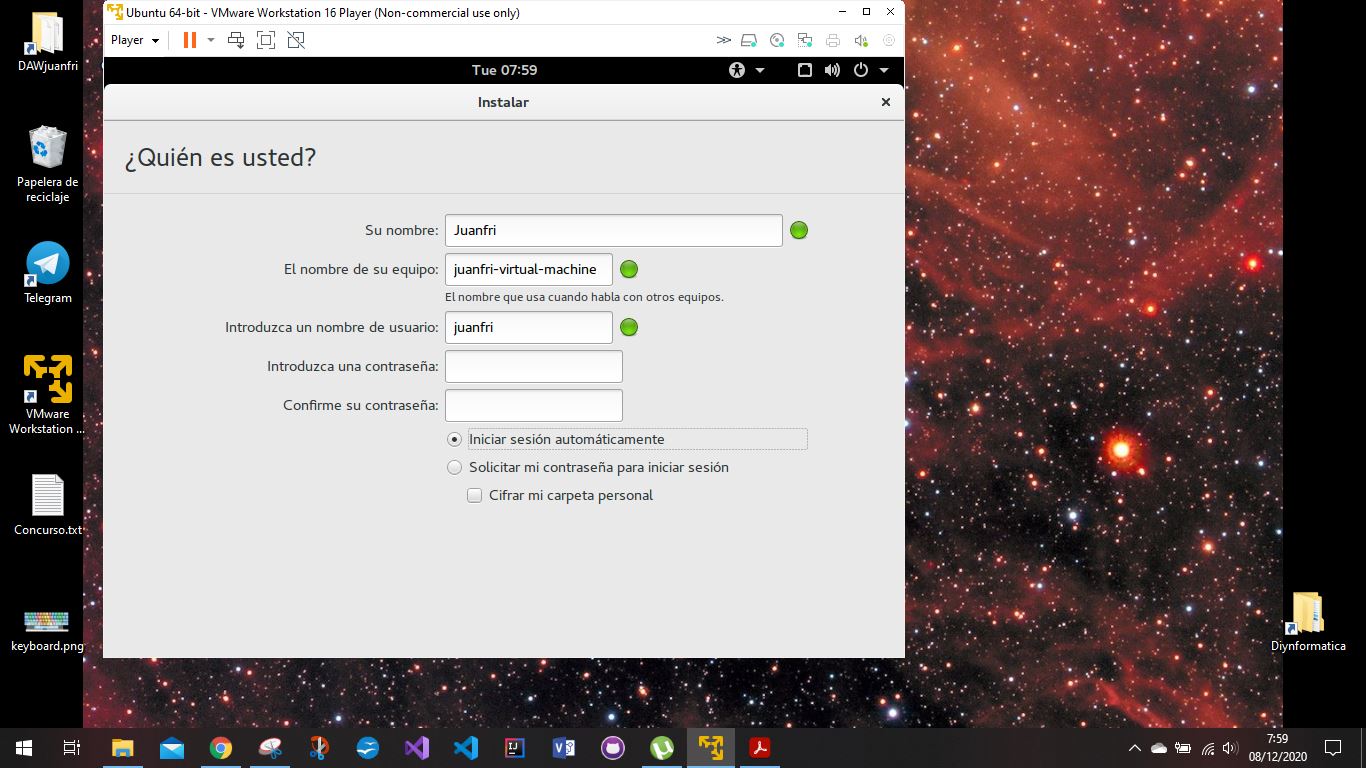 Ubuntu 64-bit - VMware Workstation 16 Player (Non-commercial use only)
Player
Tue 07:59
Instalar
¿Quién es usted?
Su nombre: Juanfri
El nombre de su equipo: juanfri-virtual-machine
El nombre que usa cuando habla con otros equipos.
Introduzca un nombre de usuario: juanfri
Introduzca una contraseña:
Confirme su contraseña:
Iniciar sesión automáticamente
Solicitar mi contraseña para iniciar sesión
Cifrar mi carpeta personal
DAWjuanfri
Papelera de
reciclaje
Telegram
VMware
Workstation ...
Concurso.txt
keyboard.png
Diynformatica
7:59
08/12/2020